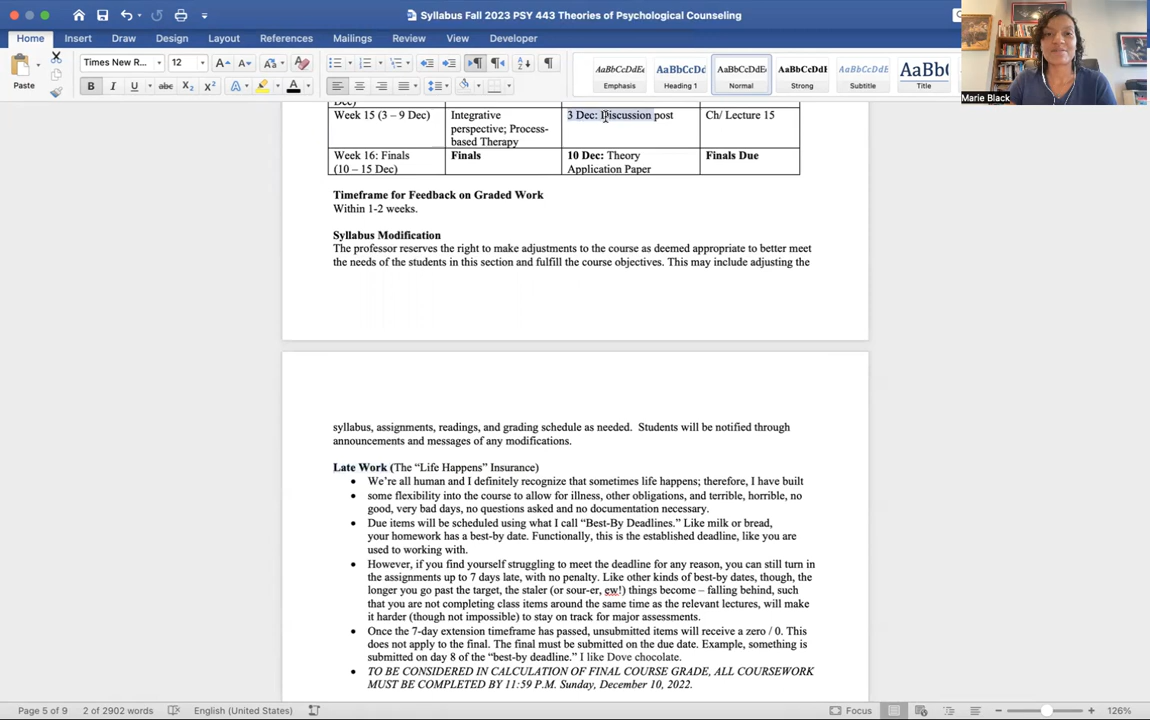 Syllabus Fall 2023 PSY 443 Theories of Psychological Counseling
Home Insert Draw Design Layout References Mailings Review View Developer
Marie Black
Paste
Times New R... 12
B I U abc X2 X2 A A
AaBbCcDdEe AaBbCcDc AaBbCcDdEe AaBbCcDdE AaBbCcDdEe AaBb(
Emphasis Heading 1 Normal Strong Subtitle Title
Dec)
Week 15 (3 – 9 Dec) Integrative perspective; Process-based Therapy 3 Dec: Discussion post Ch/ Lecture 15
Week 16: Finals (10 – 15 Dec) Finals 10 Dec: Theory Application Paper Finals Due
Timeframe for Feedback on Graded Work
Within 1-2 weeks.
Syllabus Modification
The professor reserves the right to make adjustments to the course as deemed appropriate to better meet
the needs of the students in this section and fulfill the course objectives. This may include adjusting the
syllabus, assignments, readings, and grading schedule as needed. Students will be notified through
announcements and messages of any modifications.
Late Work (The “Life Happens” Insurance)
• We’re all human and I definitely recognize that sometimes life happens; therefore, I have built
• some flexibility into the course to allow for illness, other obligations, and terrible, horrible, no
good, very bad days, no questions asked and no documentation necessary.
• Due items will be scheduled using what I call “Best-By Deadlines.” Like milk or bread,
your homework has a best-by date. Functionally, this is the established deadline, like you are
used to working with.
• However, if you find yourself struggling to meet the deadline for any reason, you can still turn in
the assignments up to 7 days late, with no penalty. Like other kinds of best-by dates, though, the
longer you go past the target, the staler (or sour-er, ew!) things become – falling behind, such
that you are not completing class items around the same time as the relevant lectures, will make
it harder (though not impossible) to stay on track for major assessments.
• Once the 7-day extension timeframe has passed, unsubmitted items will receive a zero / 0. This
does not apply to the final. The final must be submitted on the due date. Example, something is
submitted on day 8 of the “best-by deadline.” I like Dove chocolate.
• TO BE CONSIDERED IN CALCULATION OF FINAL COURSE GRADE, ALL COURSEWORK
MUST BE COMPLETED BY 11:59 P.M. Sunday, December 10, 2022.
Page 5 of 9 2 of 2902 words English (United States) Focus 126%